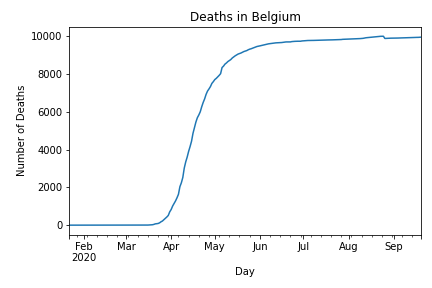 Deaths in Belgium
10000
8000
6000
4000
2000
0
Number of Deaths
Feb Mar Apr May Jun Jul Aug Sep
2020
Day